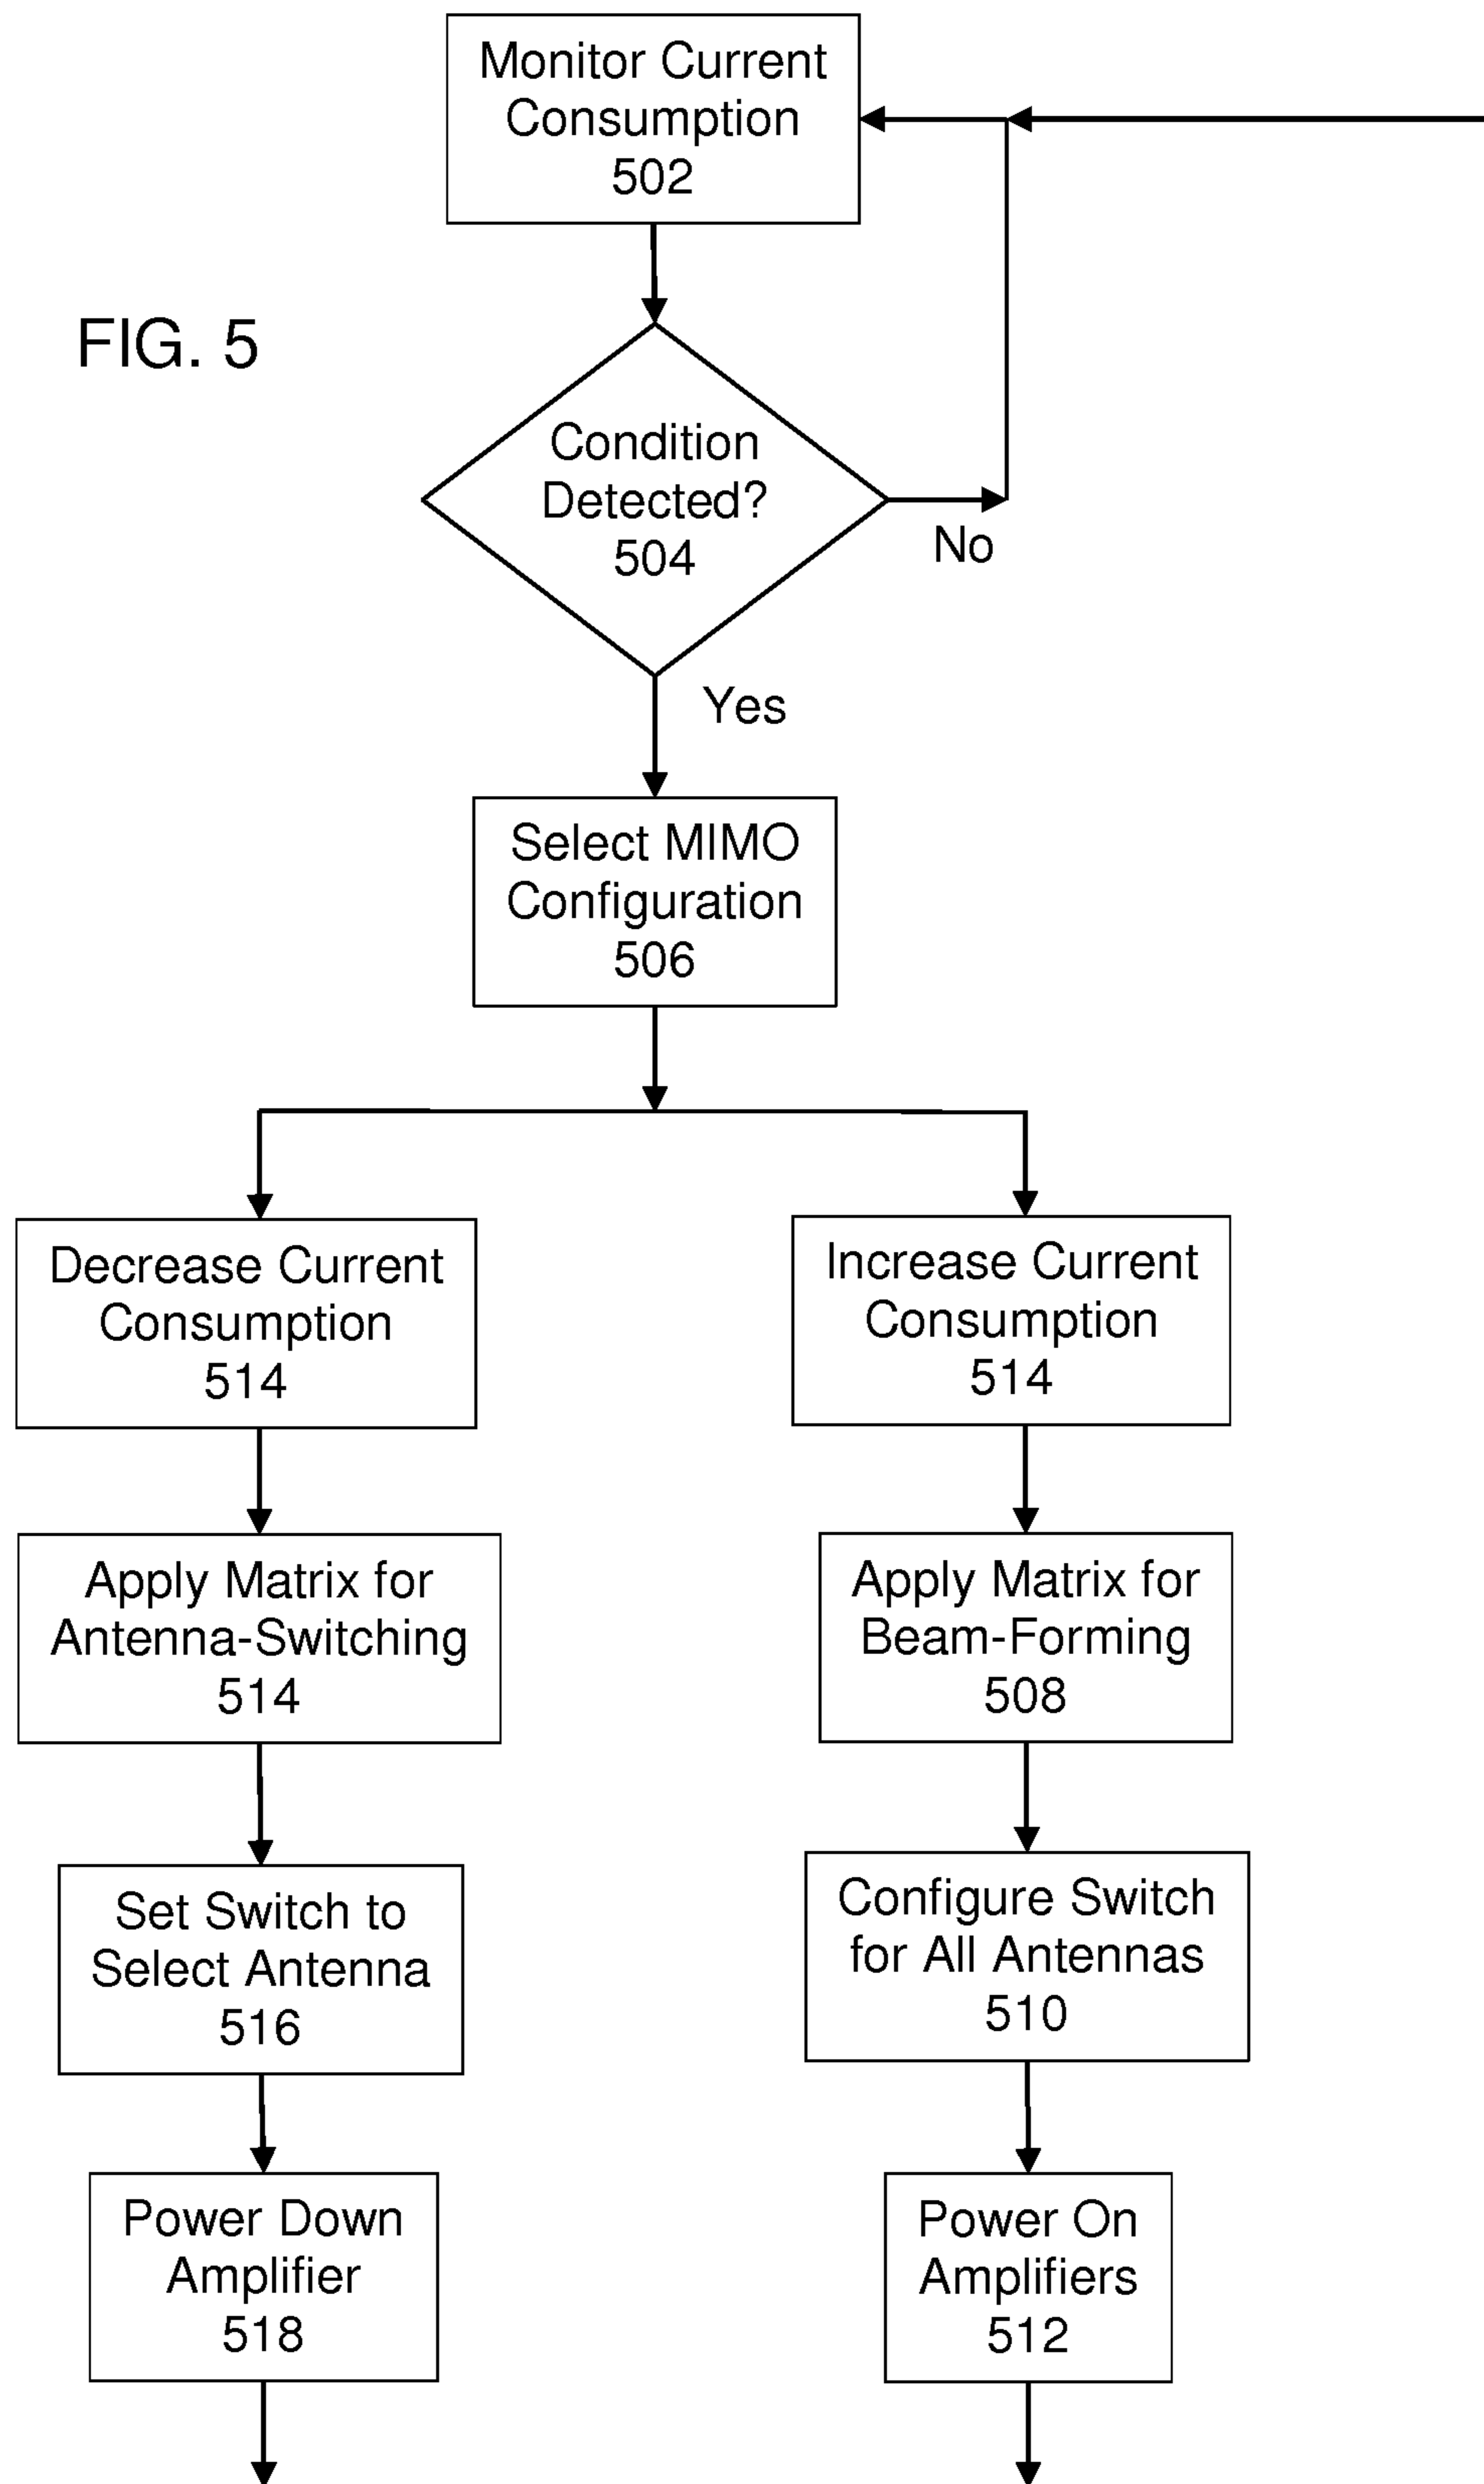 Monitor Current
Consumption
502
FIG. 5
Condition
Detected?
504
No
Yes
Select MIMO
Configuration
506
Decrease Current
Consumption
514
Increase Current
Consumption
514
Apply Matrix for
Antenna-Switching
514
Apply Matrix for
Beam-Forming
508
Set Switch to
Select Antenna
516
Configure Switch
for All Antennas
510
Power Down
Amplifier
518
Power On
Amplifiers
512